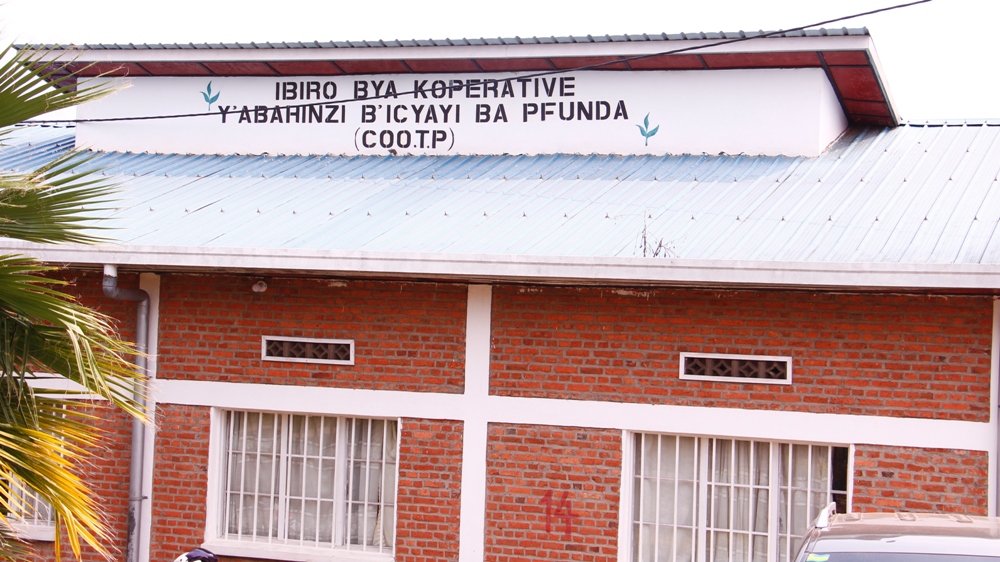 IBIRO BYA KOPERATIVE
Y'ABAHINZI B'ICYAYI BA PFUNDA
(COO.T.P)
14